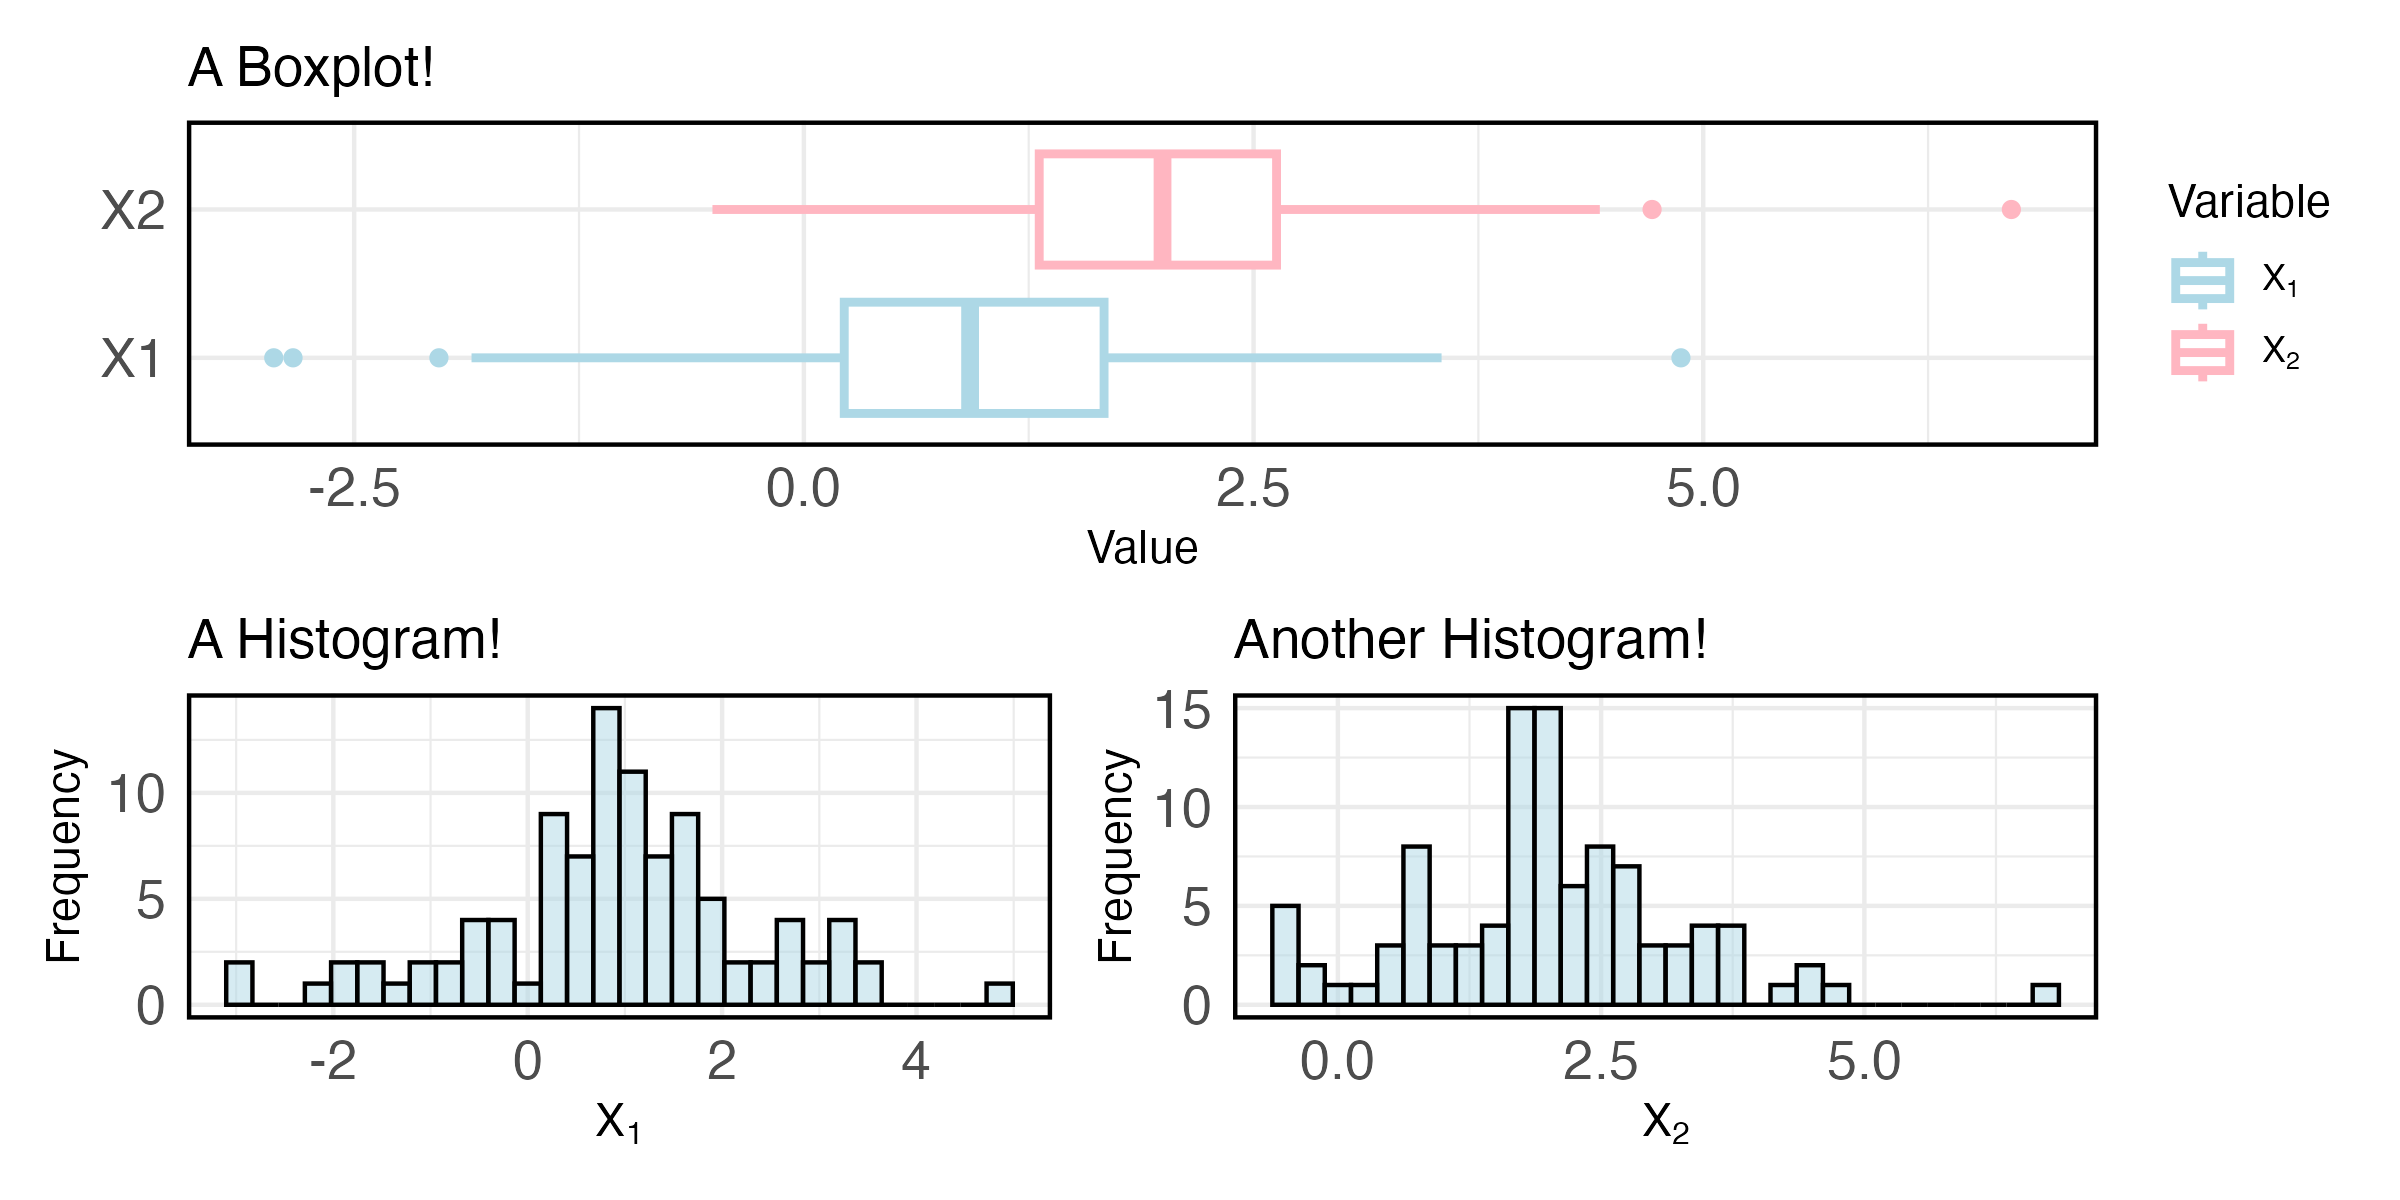 A Boxplot!
X2
X1
-2.5 0.0 2.5 5.0
Value
Variable
X₁
X₂
A Histogram!
Frequency
10
5
0
-2 0 2 4
X₁
Another Histogram!
Frequency
15
10
5
0
0.0 2.5 5.0
X₂